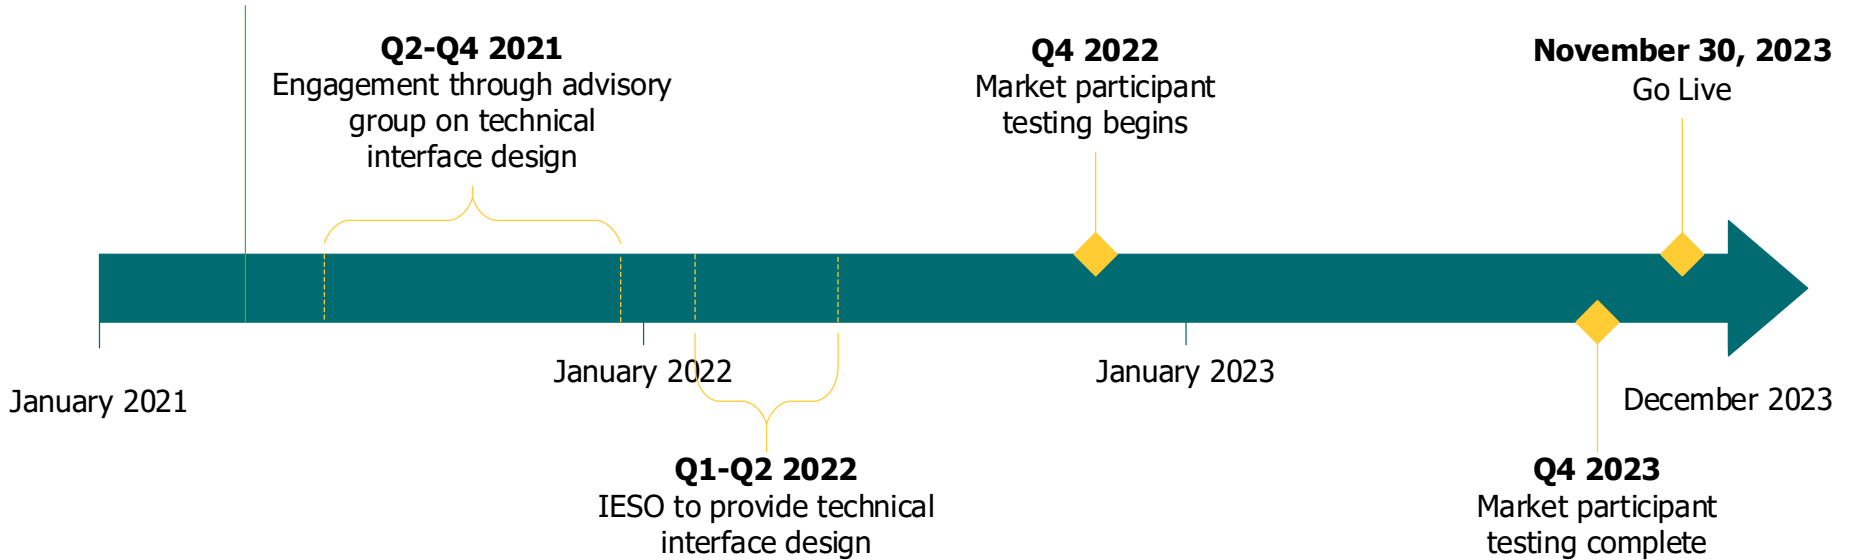 Q2-Q4 2021
Engagement through advisory
group on technical
interface design
Q4 2022
Market participant
testing begins
November 30, 2023
Go Live
January 2021
January 2022
January 2023
December 2023
Q1-Q2 2022
IESO to provide technical
interface design
Q4 2023
Market participant
testing complete